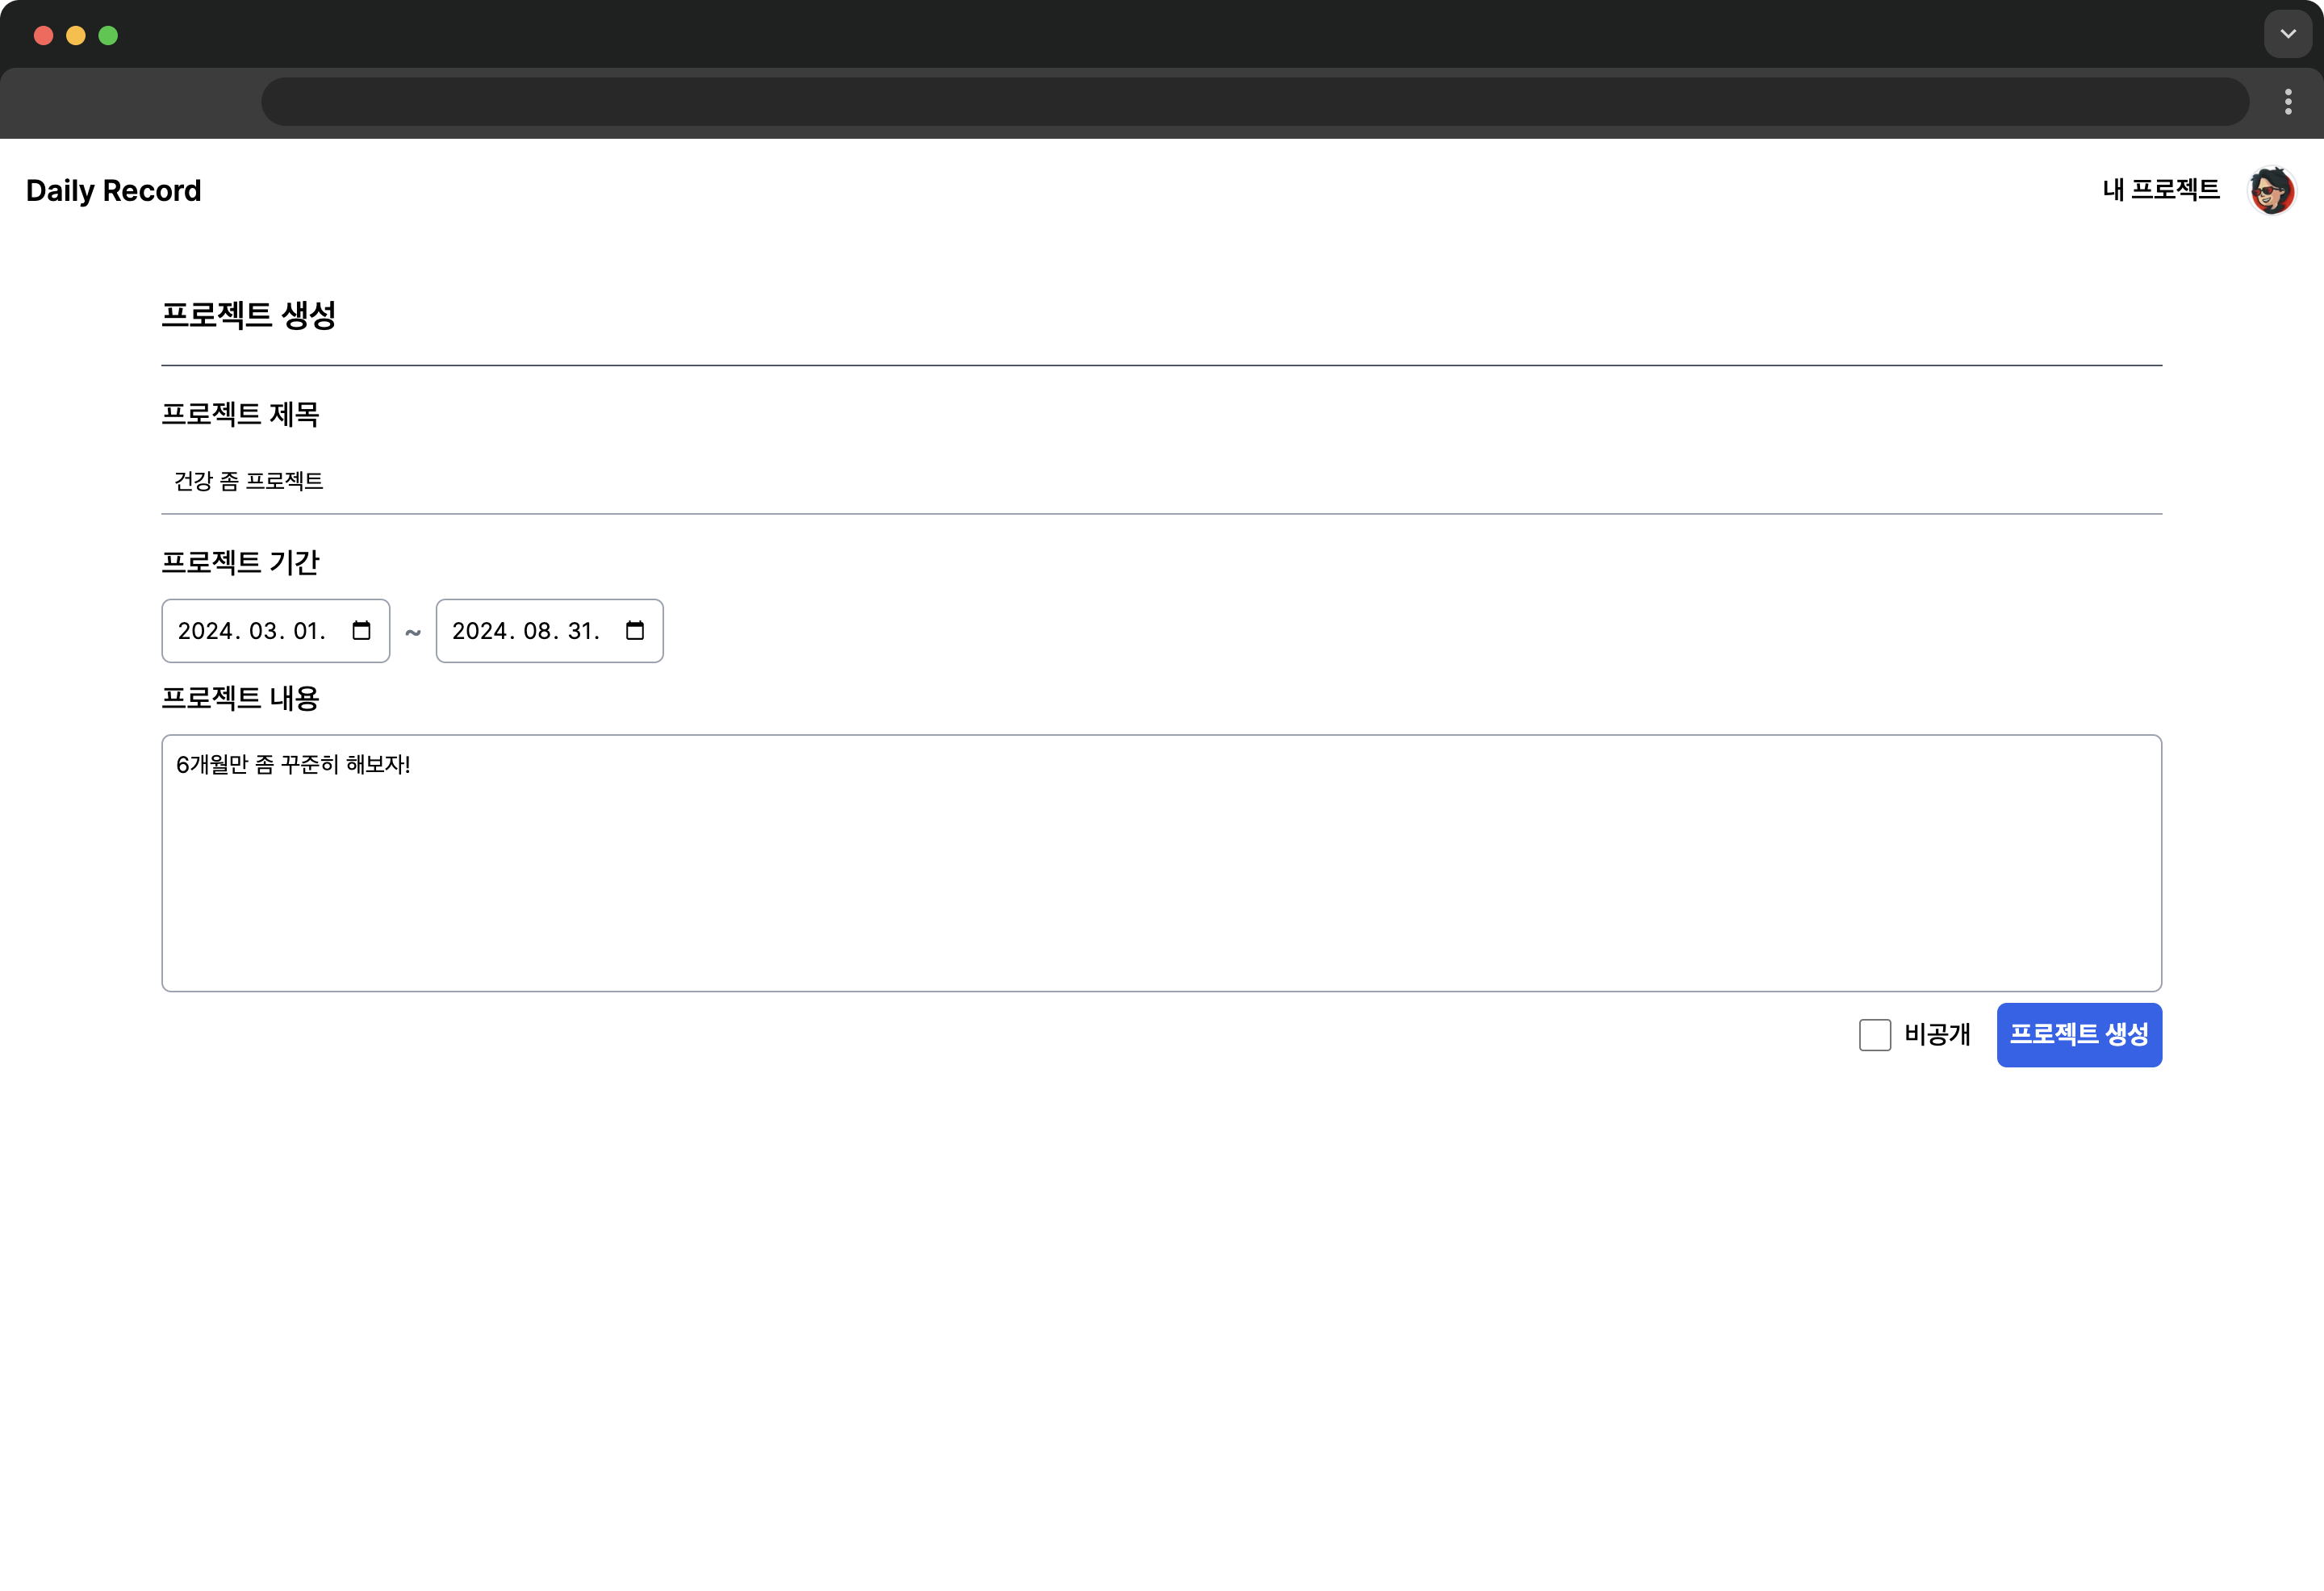 Daily Record
내 프로젝트
프로젝트 생성
프로젝트 제목
건강 좀 프로젝트
프로젝트 기간
2024. 03. 01. ~ 2024. 08. 31.
프로젝트 내용
6개월만 좀 꾸준히 해보자!
비공개
프로젝트 생성